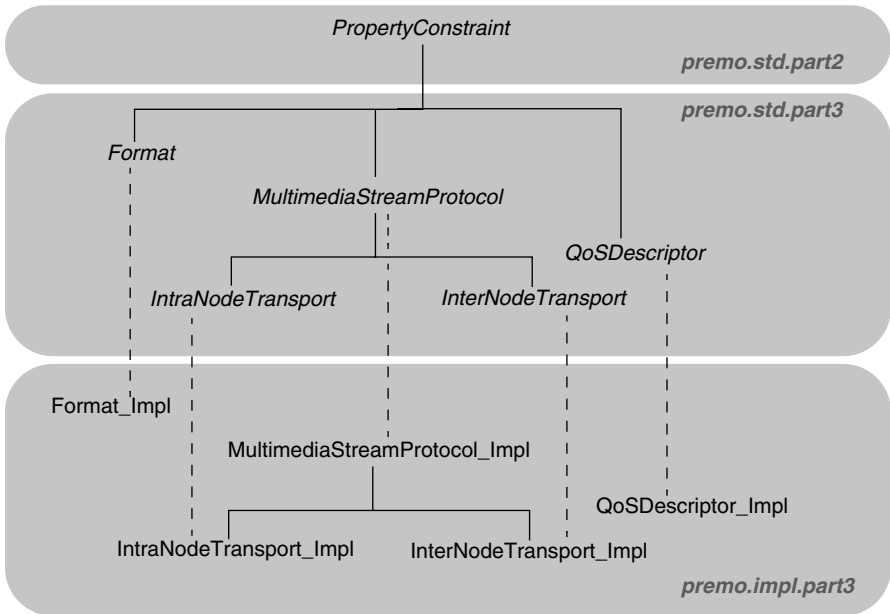 PropertyConstraint
premo.std.part2
premo.std.part3
Format
MultimediaStreamProtocol
QoSDescriptor
IntraNodeTransport
InterNodeTransport
Format_Impl
MultimediaStreamProtocol_Impl
QoSDescriptor_Impl
IntraNodeTransport_Impl
InterNodeTransport_Impl
premo.impl.part3